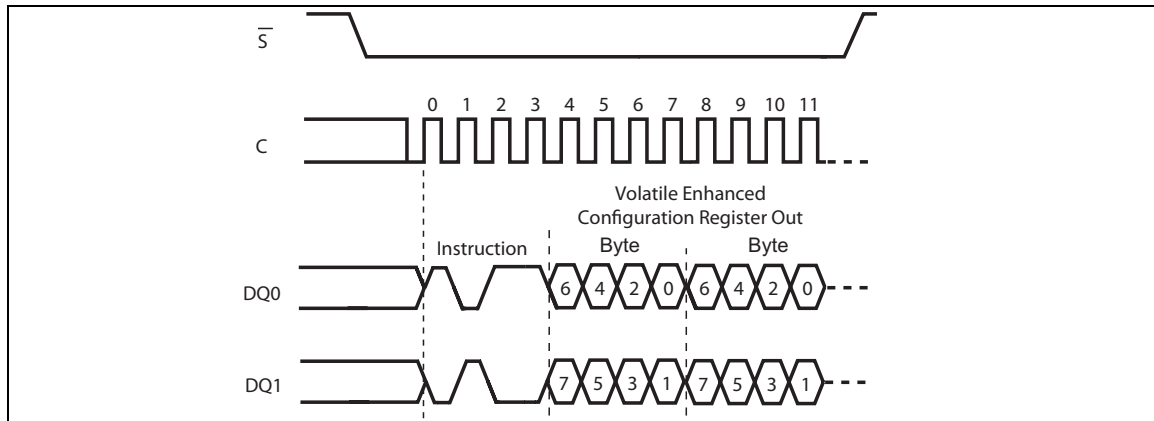 S
0 1 2 3 4 5 6 7 8 9 10 11
C
Volatile Enhanced
Configuration Register Out
Instruction Byte Byte
DQ0 6 4 2 0 6 4 2 0
DQ1 7 5 3 1 7 5 3 1